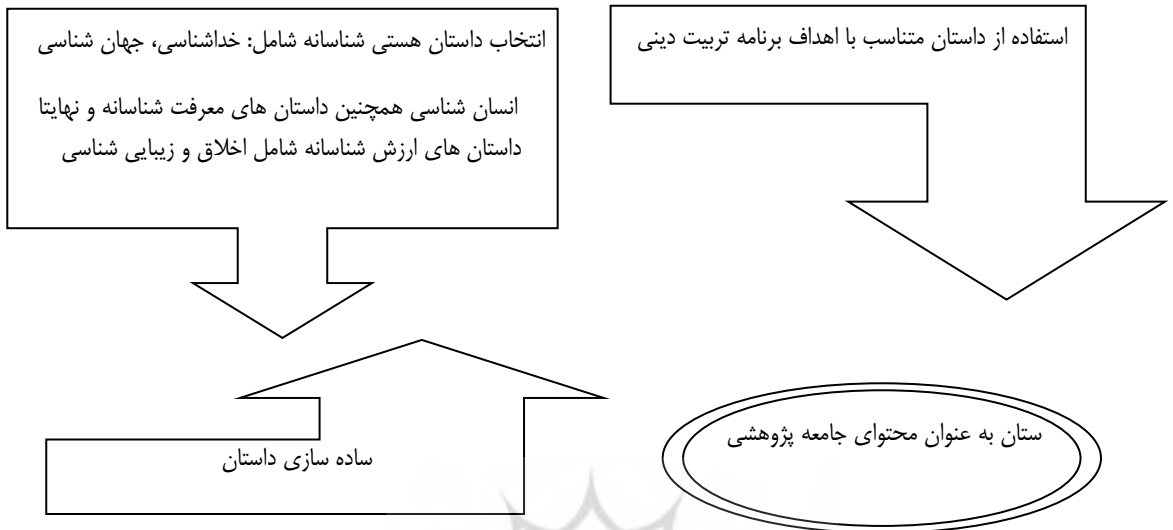 استفاده از داستان متناسب با اهداف برنامه تربیت دینی
انتخاب داستان هستی شناسانه شامل: خداشناسی، جهان شناسی
انسان شناسی همچنین داستان های معرفت شناسانه و نهایتا
داستان های ارزش شناسانه شامل اخلاق و زیبایی شناسی
ستان به عنوان محتوای جامعه پژوهشی
ساده سازی داستان